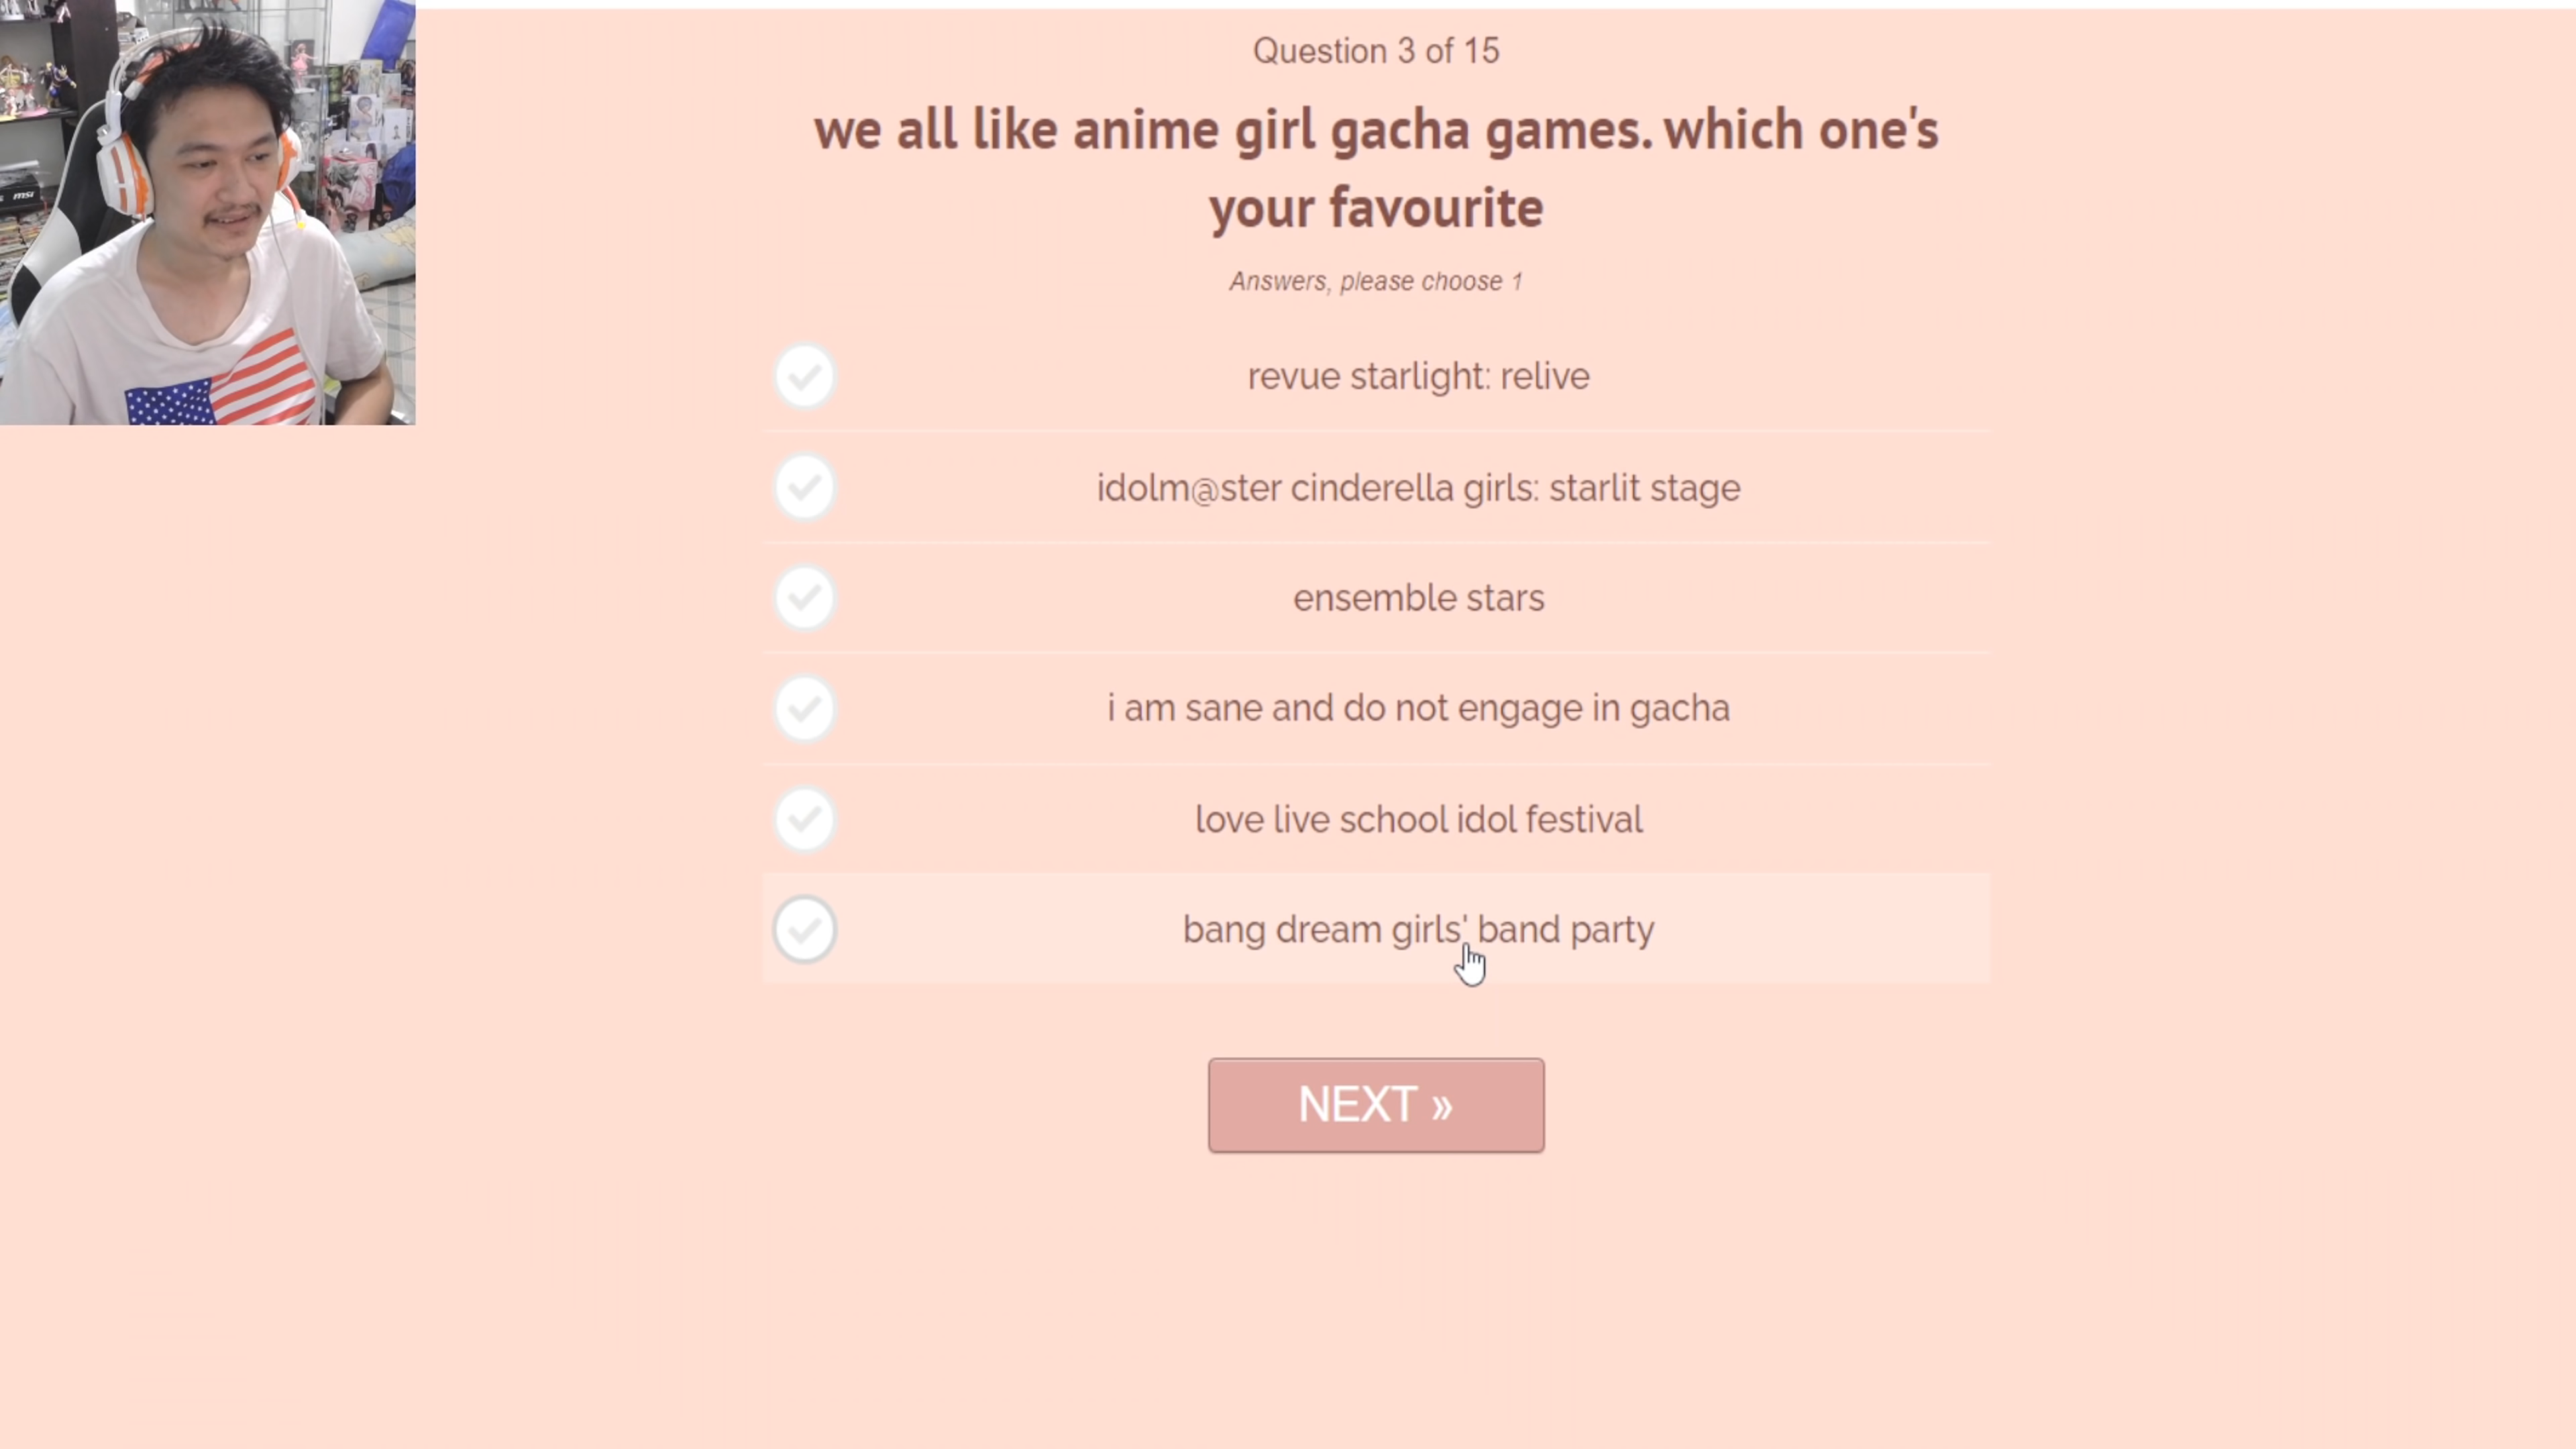 msi
Question 3 of 15
we all like anime girl gacha games. which one's
your favourite
Answers, please choose 1
revue starlight: relive
idolm@ster cinderella girls: starlit stage
ensemble stars
i am sane and do not engage in gacha
love live school idol festival
bang dream girls' band party
NEXT »